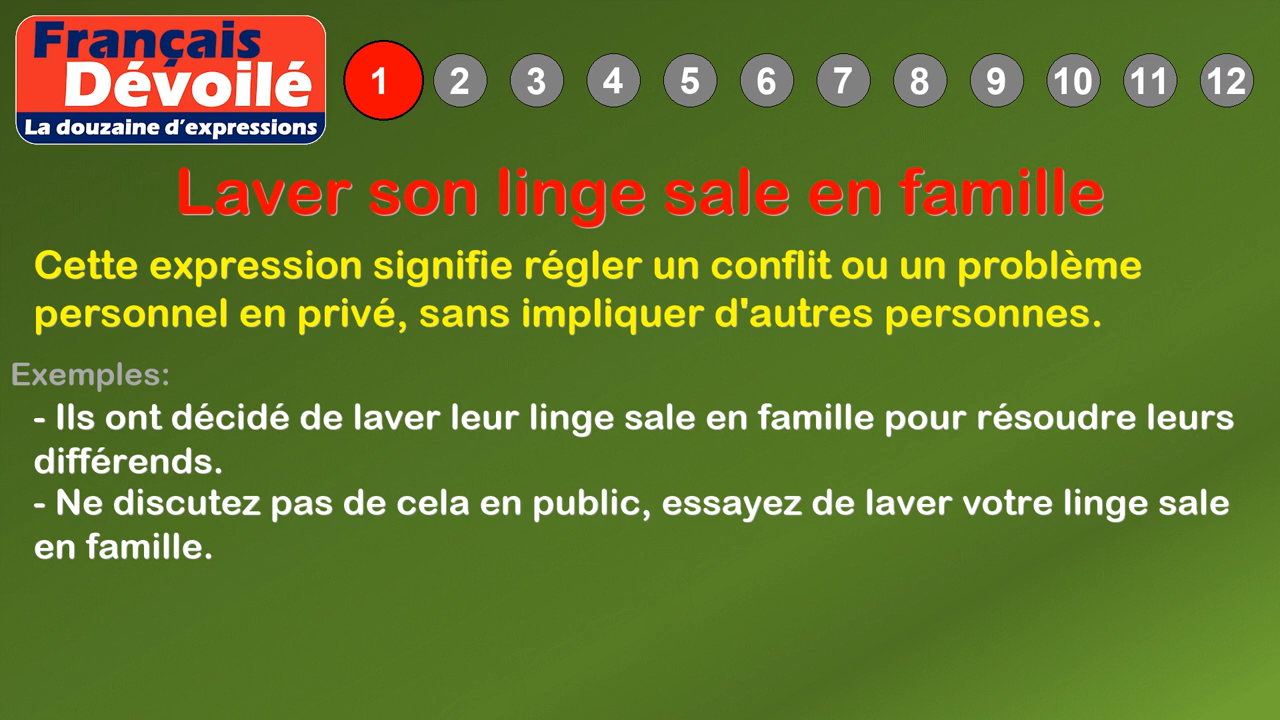 Français
Dévoilé
La douzaine d'expressions
1 2 3 4 5 6 7 8 9 10 11 12
Laver son linge sale en famille
Cette expression signifie régler un conflit ou un problème
personnel en privé, sans impliquer d'autres personnes.
Exemples:
- Ils ont décidé de laver leur linge sale en famille pour résoudre leurs
différends.
- Ne discutez pas de cela en public, essayez de laver votre linge sale
en famille.